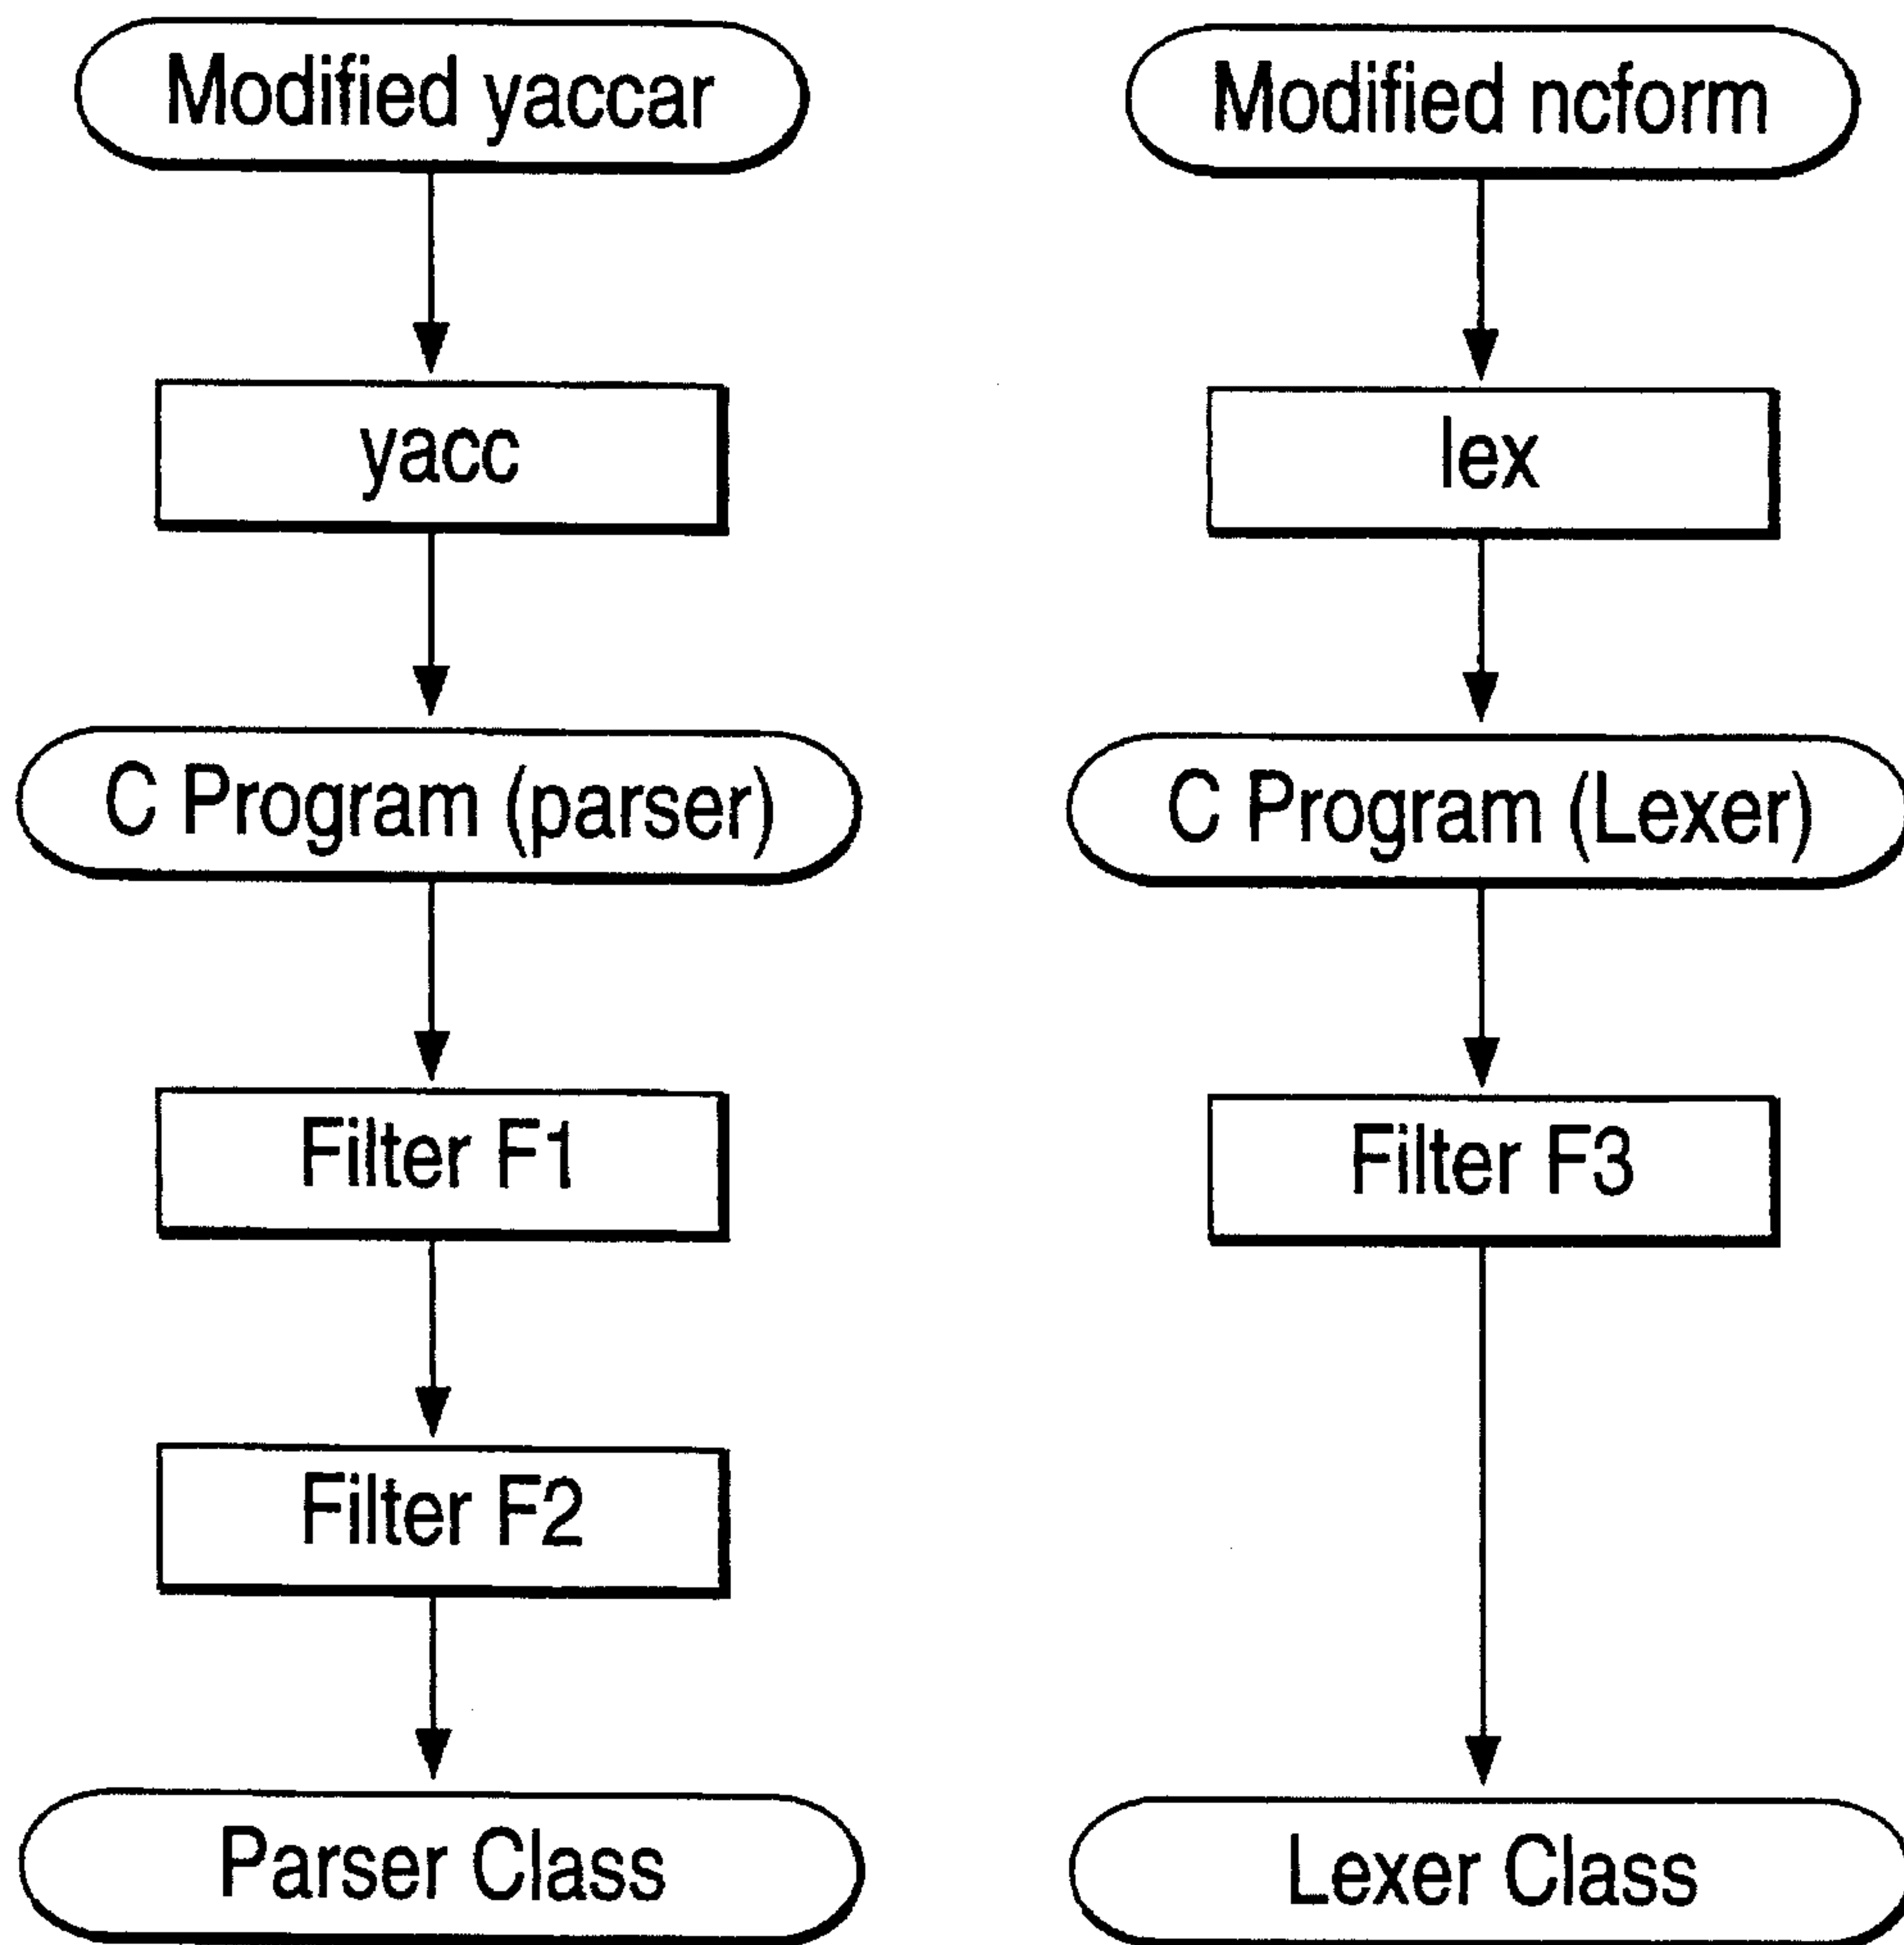 Modified yaccar
Modified ncform
yacc
lex
C Program (parser)
C Program (Lexer)
Filter F1
Filter F3
Filter F2
Parser Class
Lexer Class